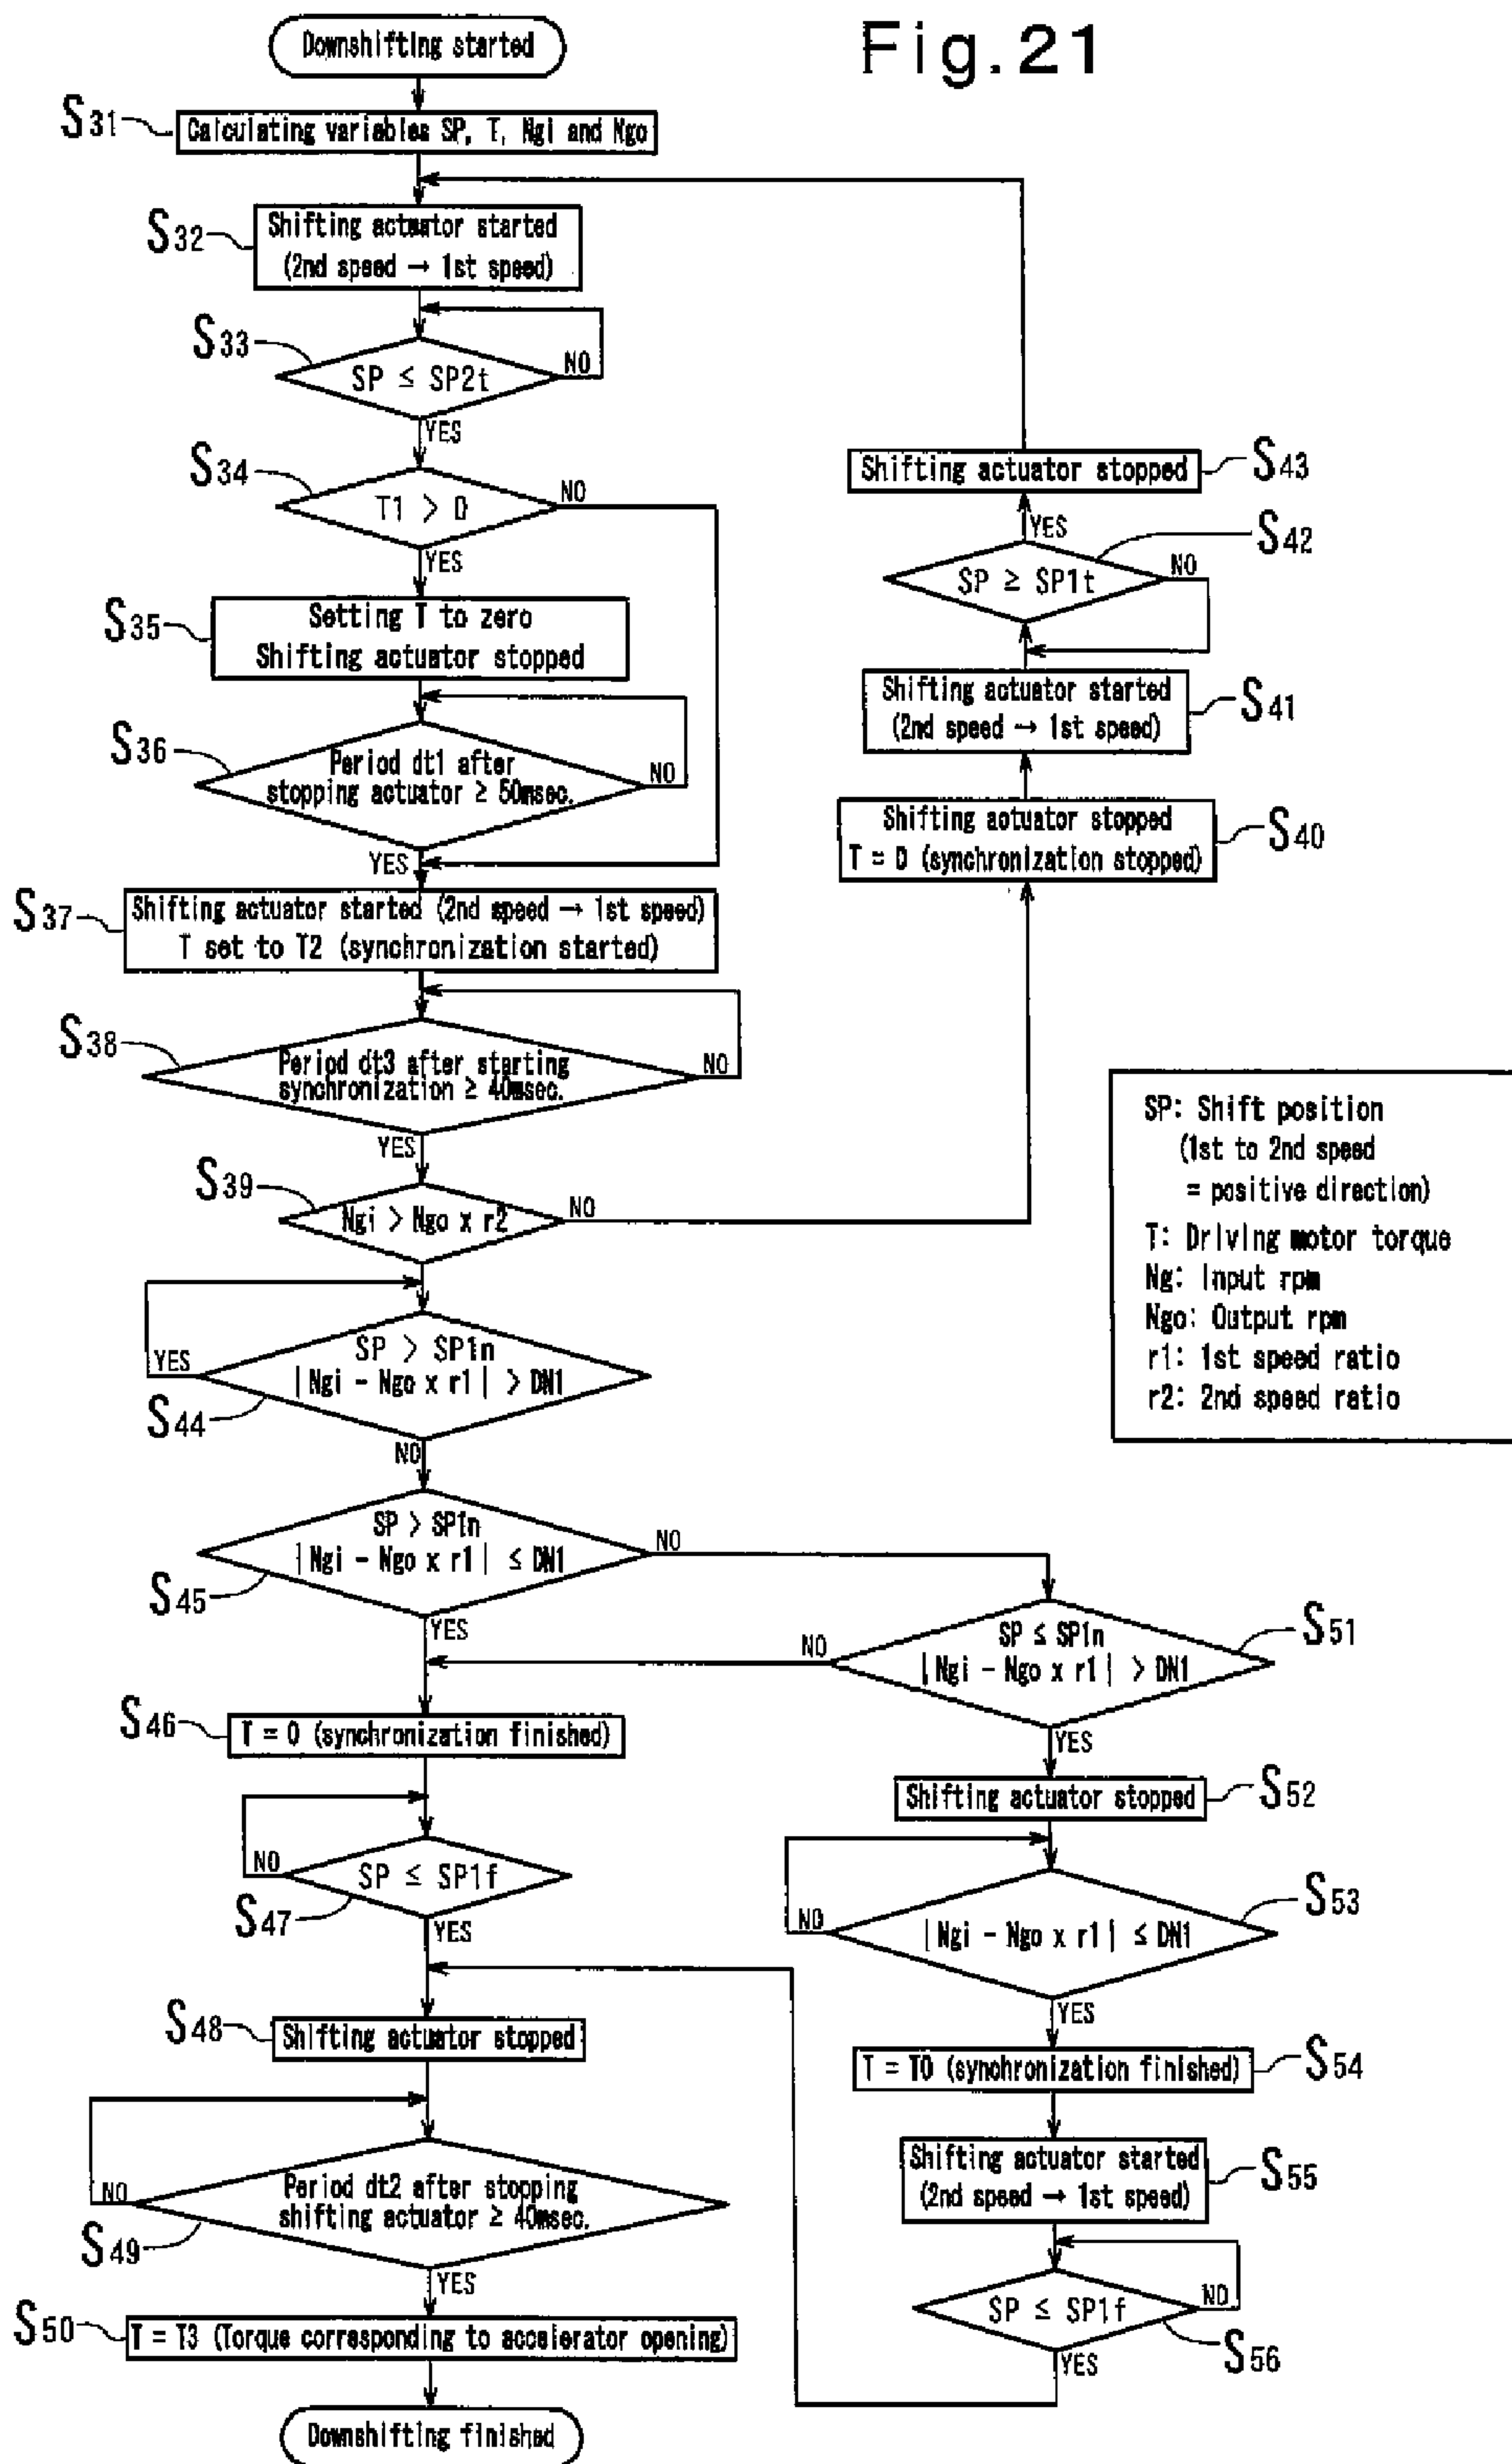 Fig.21
Downshifting started
S31
Calculating variables SP, T, Ngi and Ngo
S32
Shifting actuator started
(2nd speed → 1st speed)
S33
SP ≤ SP2t
NO
YES
S34
T1 > 0
NO
YES
S35
Setting T to zero
Shifting actuator stopped
S36
Period dt1 after
stopping actuator ≥ 50msec.
NO
YES
S37
Shifting actuator started (2nd speed → 1st speed)
T set to T2 (synchronization started)
S38
Period dt3 after starting
synchronization ≥ 40msec.
NO
YES
S39
Ngi > Ngo x r2
NO
S43
Shifting actuator stopped
YES
S42
SP ≥ SP1t
NO
S41
Shifting actuator started
(2nd speed → 1st speed)
S40
Shifting actuator stopped
T = 0 (synchronization stopped)
SP: Shift position
(1st to 2nd speed
= positive direction)
T: Driving motor torque
Ng: Input rpm
Ngo: Output rpm
r1: 1st speed ratio
r2: 2nd speed ratio
S44
SP > SP1n
|Ngi - Ngo x r1| > DN1
YES
NO
S45
SP > SP1n
|Ngi - Ngo x r1| ≤ DN1
NO
YES
S51
SP ≤ SP1n
|Ngi - Ngo x r1| > DN1
NO
YES
S46
T = 0 (synchronization finished)
S52
Shifting actuator stopped
S47
SP ≤ SP1f
NO
YES
S53
|Ngi - Ngo x r1| ≤ DN1
NO
YES
S48
Shifting actuator stopped
S54
T = T0 (synchronization finished)
S49
Period dt2 after stopping
shifting actuator ≥ 40msec.
NO
YES
S55
Shifting actuator started
(2nd speed → 1st speed)
S56
SP ≤ SP1f
NO
YES
S50
T = T3 (Torque corresponding to accelerator opening)
Downshifting finished